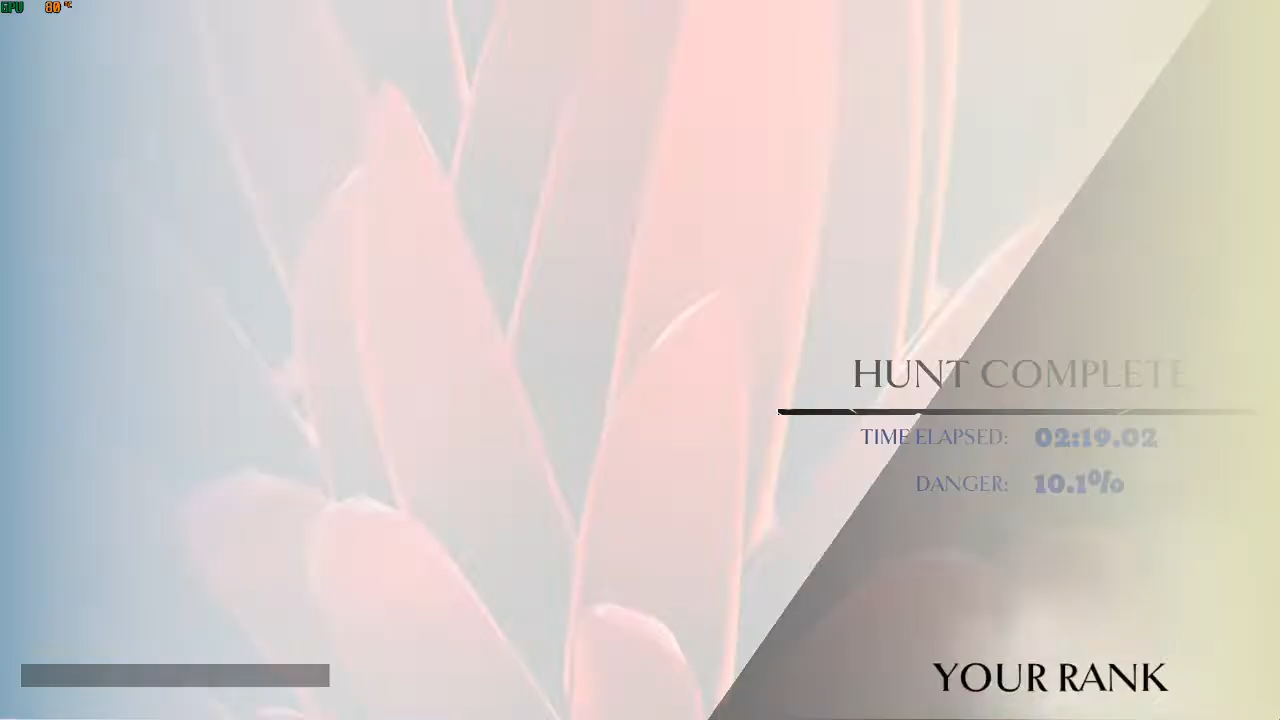 GPU 80 °C
HUNT COMPLETE
TIME ELAPSED: 02:19.02
DANGER: 10.1%
YOUR RANK